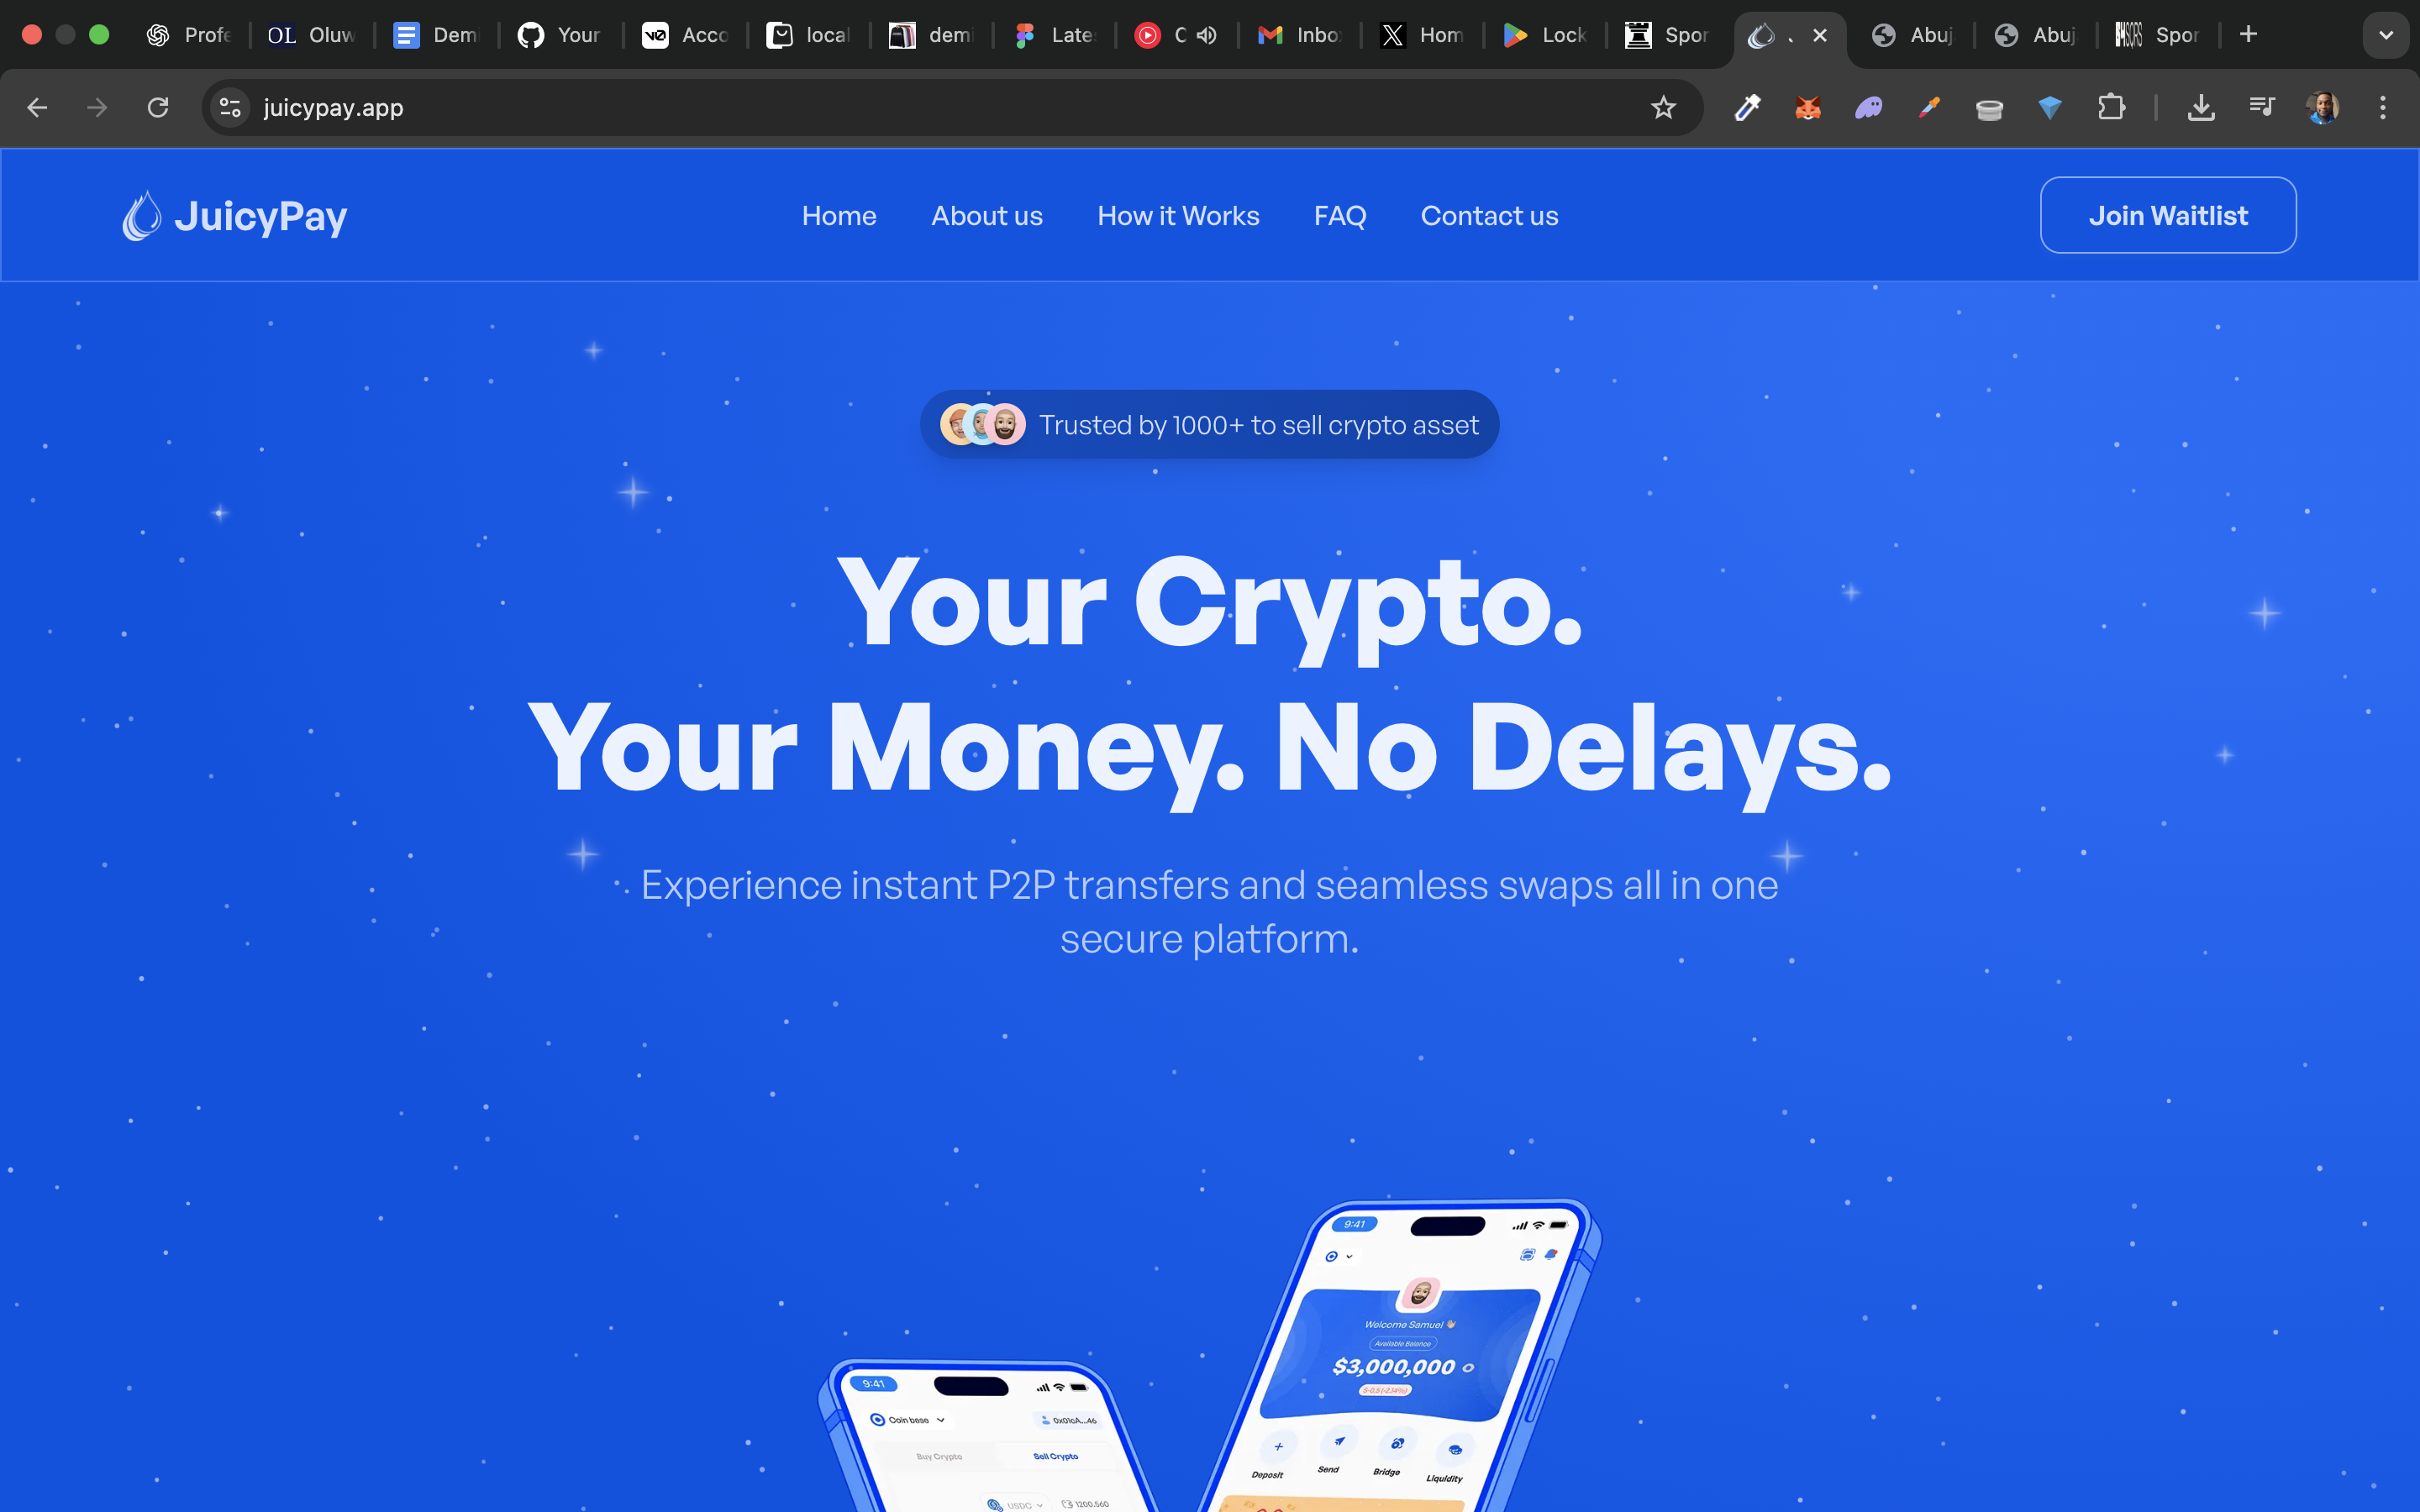 Profe
OL Oluw
Demi
Your
v0 Acco
local
demi
Late
C
Inbo
X Hom
Lock
Spor
Abuj
Abuj
Spor
juicypay.app
JuicyPay
Home
About us
How it Works
FAQ
Contact us
Join Waitlist
Trusted by 1000+ to sell crypto asset
Your Crypto.
Your Money. No Delays.
Experience instant P2P transfers and seamless swaps all in one
secure platform.
9:41
Welcome Samuel 👋
Available Balance
$3,000,000
Deposit
Send
Bridge
Liquidity
9:41
Coin base
0x01cA...46
Buy Crypto
Sell Crypto
USDC
1200.560